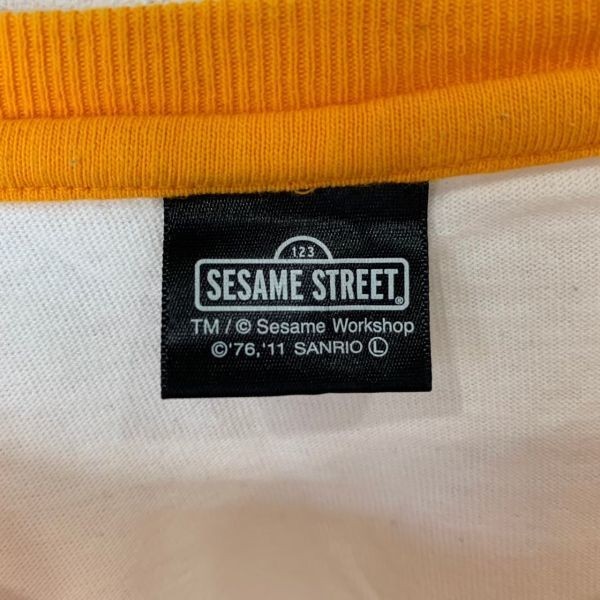 123
SESAME STREET®
TM / © Sesame Workshop
©'76,'11 SANRIO Ⓛ